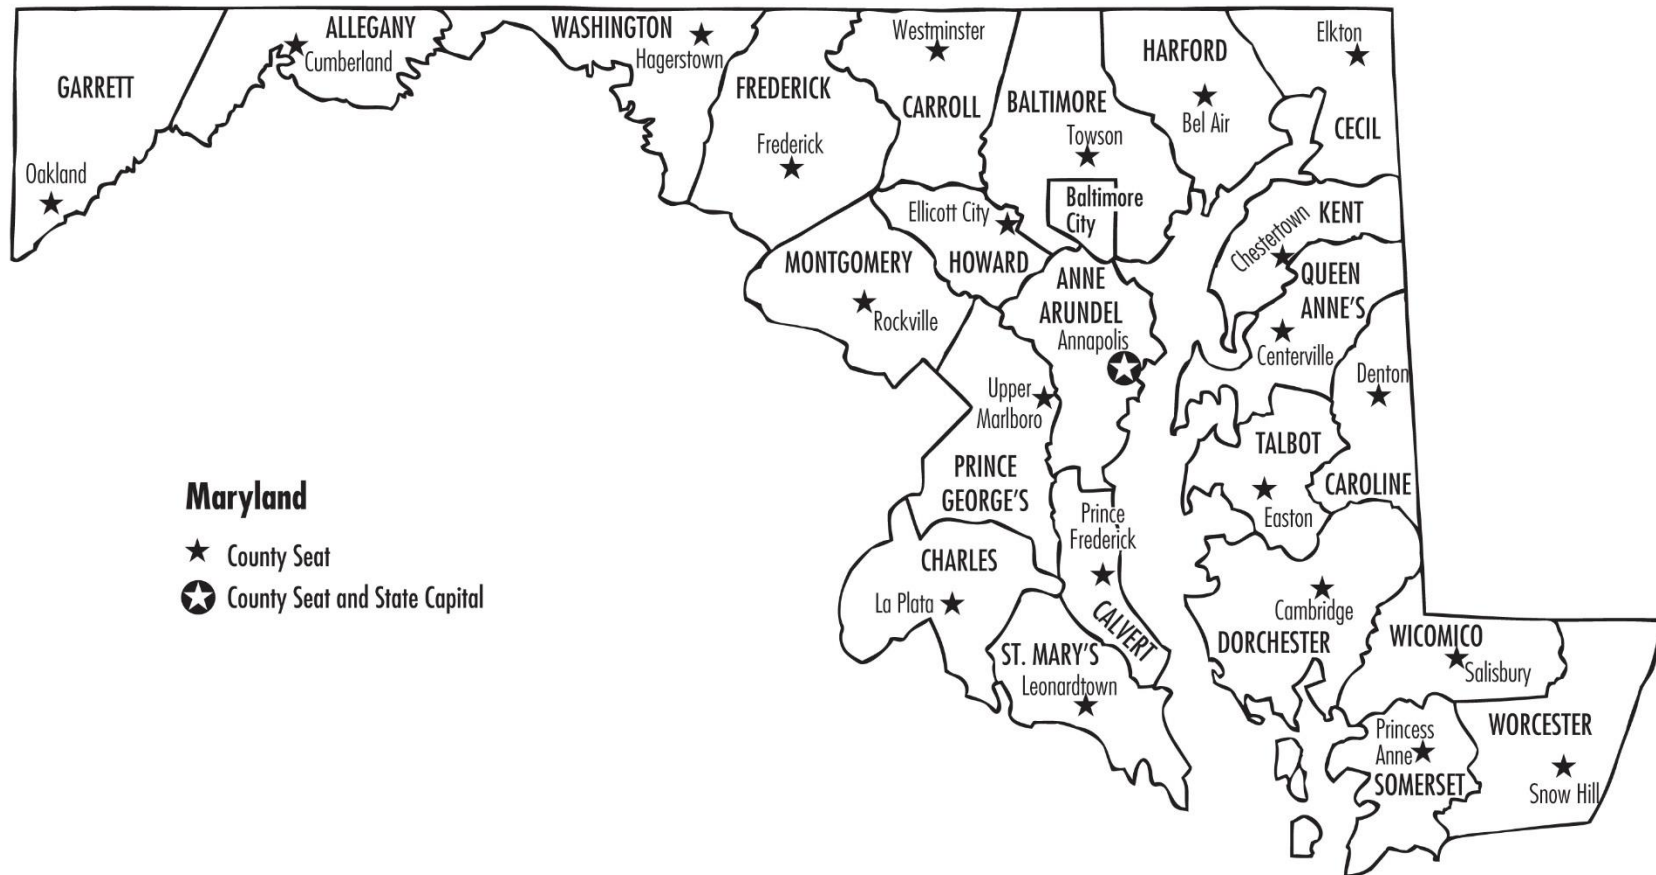 GARRETT
Oakland
ALLEGANY
Cumberland
WASHINGTON
Hagerstown
FREDERICK
Frederick
Westminster
CARROLL
BALTIMORE
Towson
Baltimore
City
HARFORD
Bel Air
Elkton
CECIL
KENT
Chestertown
QUEEN
ANNE'S
Centerville
Ellicott City
HOWARD
MONTGOMERY
Rockville
ANNE
ARUNDEL
Annapolis
Upper
Marlboro
PRINCE
GEORGE'S
Denton
CAROLINE
TALBOT
Easton
Prince
Frederick
CALVERT
CHARLES
La Plata
ST. MARY'S
Leonardtown
Cambridge
DORCHESTER
WICOMICO
Salisbury
Princess
Anne
SOMERSET
WORCESTER
Snow Hill
Maryland
County Seat
County Seat and State Capital